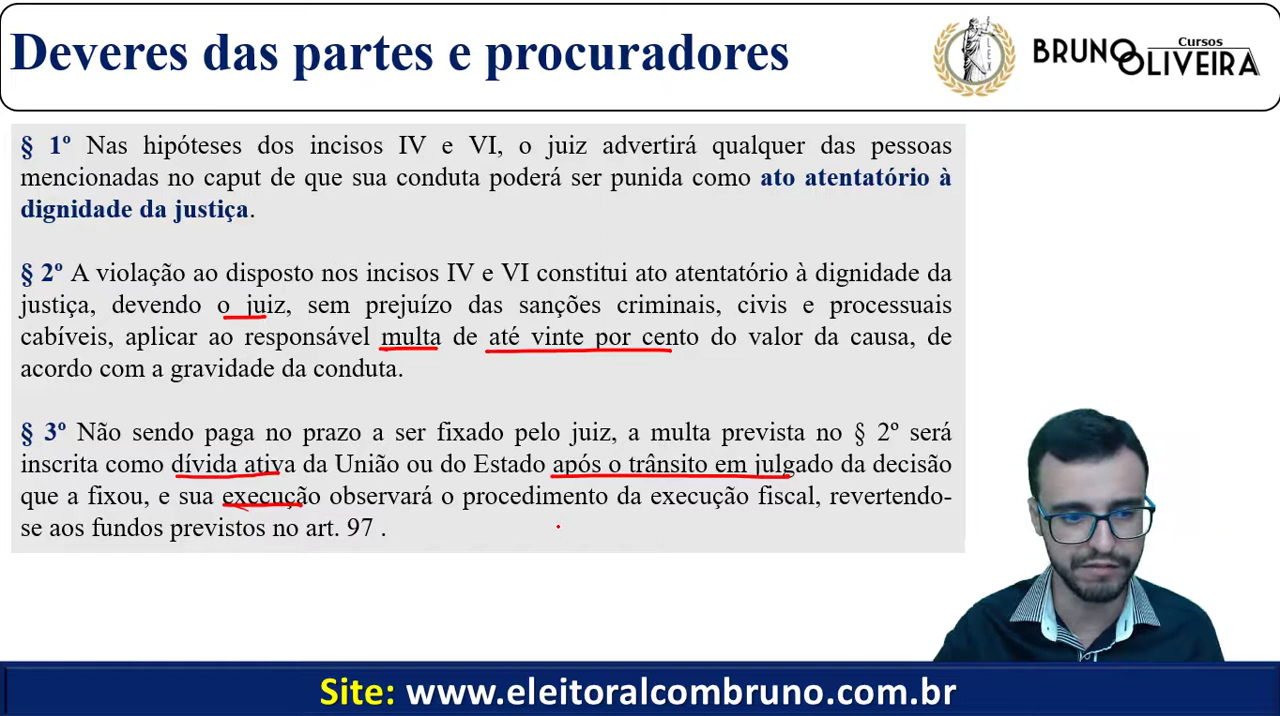 Deveres das partes e procuradores
LEX
Cursos
BRUNO
OLIVEIRA
§ 1º Nas hipóteses dos incisos IV e VI, o juiz advertirá qualquer das pessoas
mencionadas no caput de que sua conduta poderá ser punida como ato atentatório à
dignidade da justiça.
§ 2º A violação ao disposto nos incisos IV e VI constitui ato atentatório à dignidade da
justiça, devendo o juiz, sem prejuízo das sanções criminais, civis e processuais
cabíveis, aplicar ao responsável multa de até vinte por cento do valor da causa, de
acordo com a gravidade da conduta.
§ 3º Não sendo paga no prazo a ser fixado pelo juiz, a multa prevista no § 2º será
inscrita como dívida ativa da União ou do Estado após o trânsito em julgado da decisão
que a fixou, e sua execução observará o procedimento da execução fiscal, revertendo-
se aos fundos previstos no art. 97 .
Site: www.eleitoralcombruno.com.br